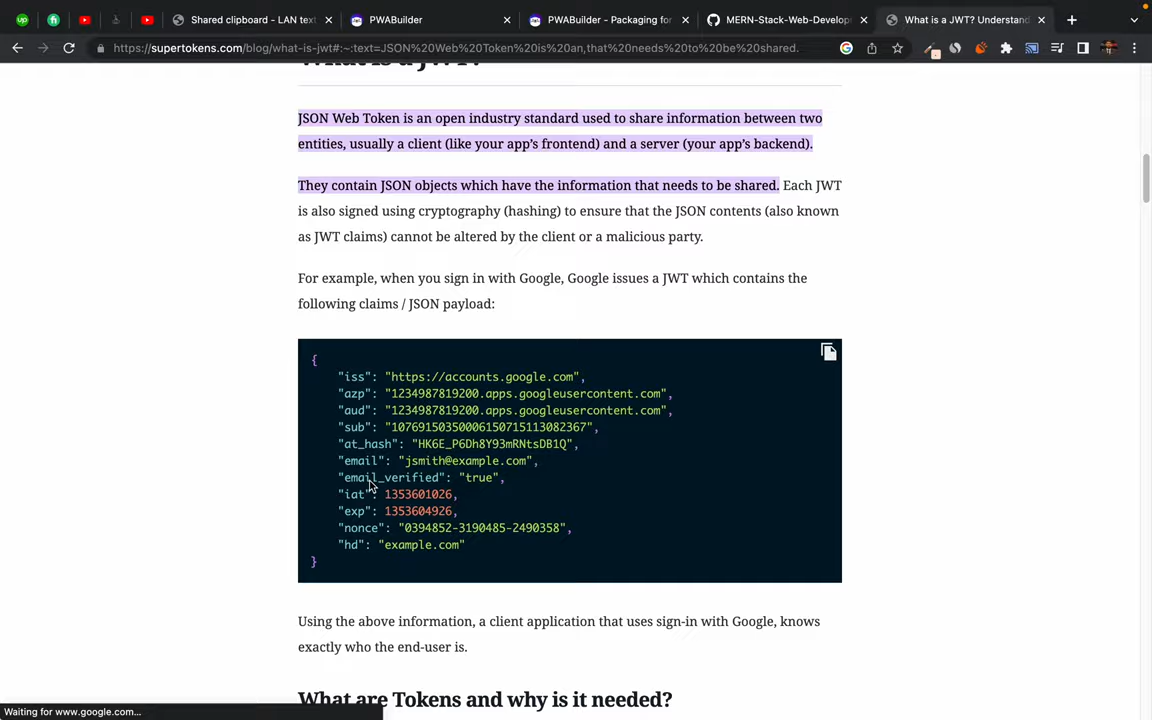 Shared clipboard - LAN text
PWABuilder
PWABuilder - Packaging for
MERN-Stack-Web-Develop
What is a JWT? Understand
https://supertokens.com/blog/what-is-jwt#:~:text=JSON%20Web%20Token%20is%20an,that%20needs%20to%20be%20shared.
What is a JWT?
JSON Web Token is an open industry standard used to share information between two
entities, usually a client (like your app's frontend) and a server (your app's backend).
They contain JSON objects which have the information that needs to be shared. Each JWT
is also signed using cryptography (hashing) to ensure that the JSON contents (also known
as JWT claims) cannot be altered by the client or a malicious party.
For example, when you sign in with Google, Google issues a JWT which contains the
following claims / JSON payload:
{
"iss": "https://accounts.google.com",
"azp": "1234987819200.apps.googleusercontent.com",
"aud": "1234987819200.apps.googleusercontent.com",
"sub": "10769150350006150715113082367",
"at_hash": "HK6E_P6Dh8Y93mRNtsDB1Q",
"email": "jsmith@example.com",
"email_verified": "true",
"iat": 1353601026,
"exp": 1353604926,
"nonce": "0394852-3190485-2490358",
"hd": "example.com"
}
Using the above information, a client application that uses sign-in with Google, knows
exactly who the end-user is.
What are Tokens and why is it needed?
Waiting for www.google.com...